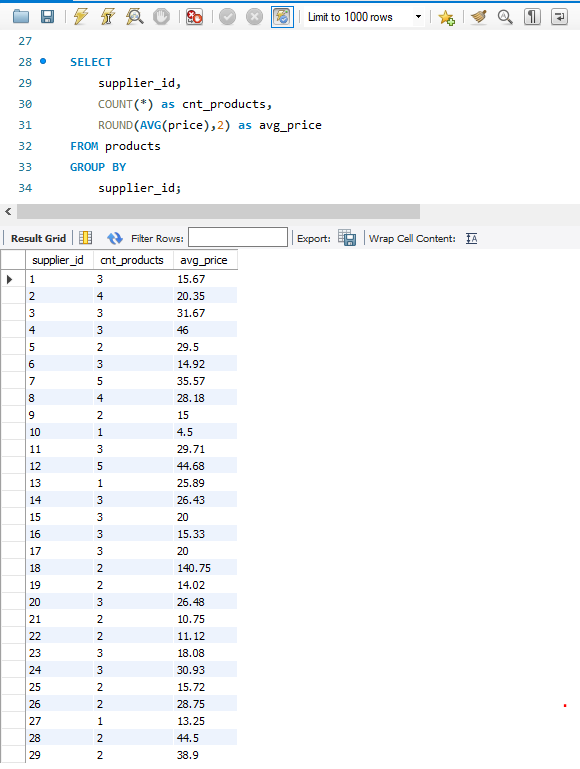 Limit to 1000 rows
27
28 SELECT
29 supplier_id,
30 COUNT(*) as cnt_products,
31 ROUND(AVG(price),2) as avg_price
32 FROM products
33 GROUP BY
34 supplier_id;
Result Grid Filter Rows: Export: Wrap Cell Content:
supplier_id cnt_products avg_price
1 3 15.67
2 4 20.35
3 3 31.67
4 3 46
5 2 29.5
6 3 14.92
7 5 35.57
8 4 28.18
9 2 15
10 1 4.5
11 3 29.71
12 5 44.68
13 1 25.89
14 3 26.43
15 3 20
16 3 15.33
17 3 20
18 2 140.75
19 2 14.02
20 3 26.48
21 2 10.75
22 2 11.12
23 3 18.08
24 3 30.93
25 2 15.72
26 2 28.75
27 1 13.25
28 2 44.5
29 2 38.9